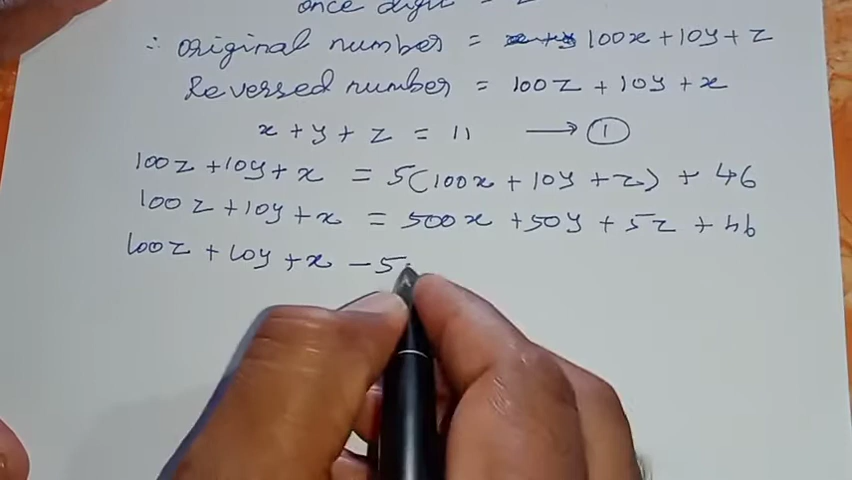 once digit = 2
∴ original number = 100x + 10y + z
Reversed number = 100z + 10y + x
x + y + z = 11 ⟶ ①
100z + 10y + x = 5(100x + 10y + z) + 46
100z + 10y + x = 500x + 50y + 5z + 46
100z + 10y + x - 5